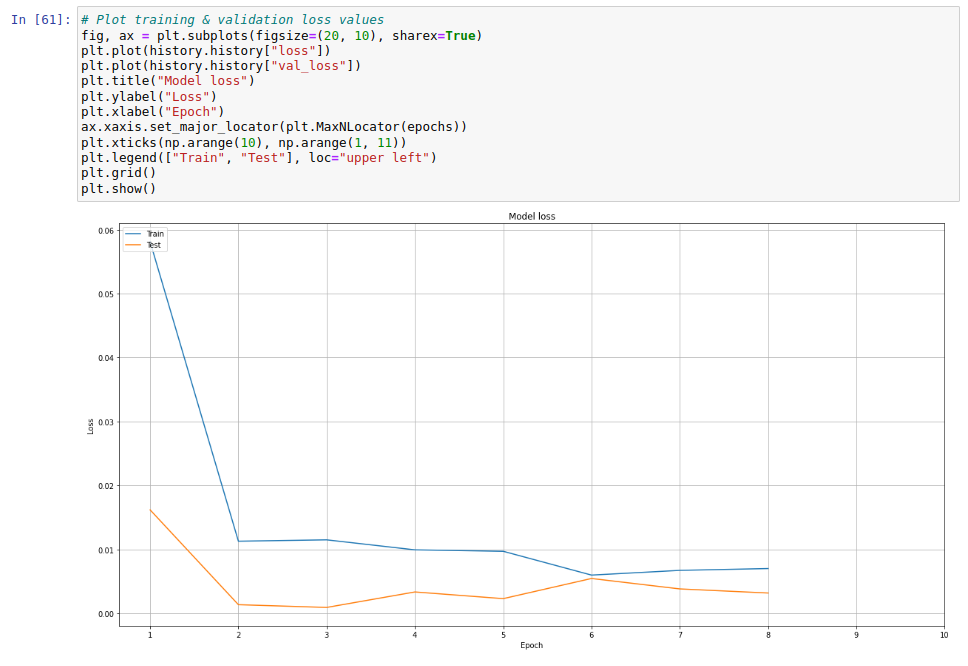 In [61]:
# Plot training & validation loss values
fig, ax = plt.subplots(figsize=(20, 10), sharex=True)
plt.plot(history.history["loss"])
plt.plot(history.history["val_loss"])
plt.title("Model loss")
plt.ylabel("Loss")
plt.xlabel("Epoch")
ax.xaxis.set_major_locator(plt.MaxNLocator(epochs))
plt.xticks(np.arange(10), np.arange(1, 11))
plt.legend(["Train", "Test"], loc="upper left")
plt.grid()
plt.show()
Model loss
Train
Test
0.06
0.05
0.04
0.03
0.02
0.01
0.00
Loss
1 2 3 4 5 6 7 8 9 10
Epoch